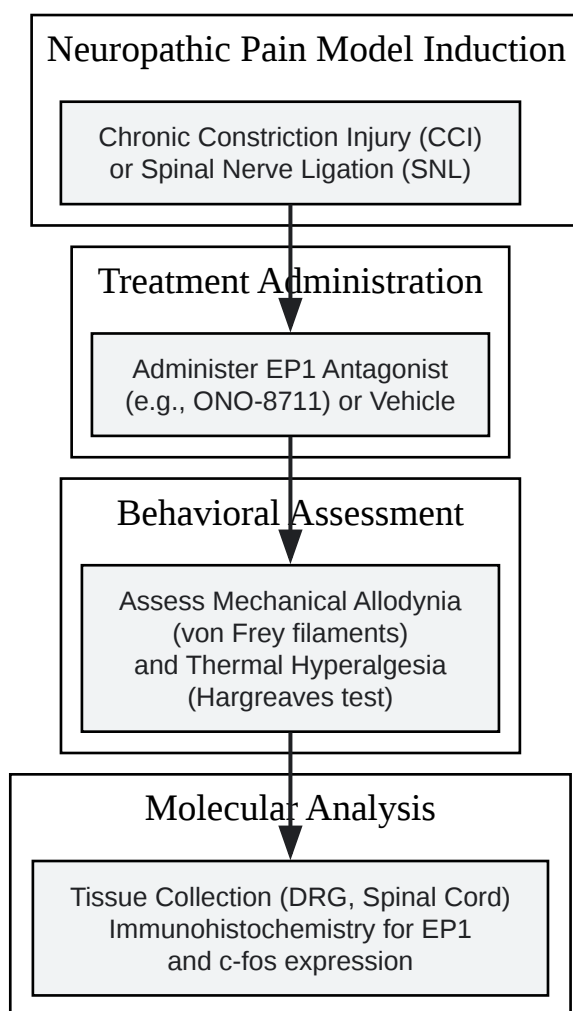 Neuropathic Pain Model Induction
Chronic Constriction Injury (CCI)
or Spinal Nerve Ligation (SNL)
Treatment Administration
Administer EP1 Antagonist
(e.g., ONO-8711) or Vehicle
Behavioral Assessment
Assess Mechanical Allodynia
(von Frey filaments)
and Thermal Hyperalgesia
(Hargreaves test)
Molecular Analysis
Tissue Collection (DRG, Spinal Cord)
Immunohistochemistry for EP1
and c-fos expression